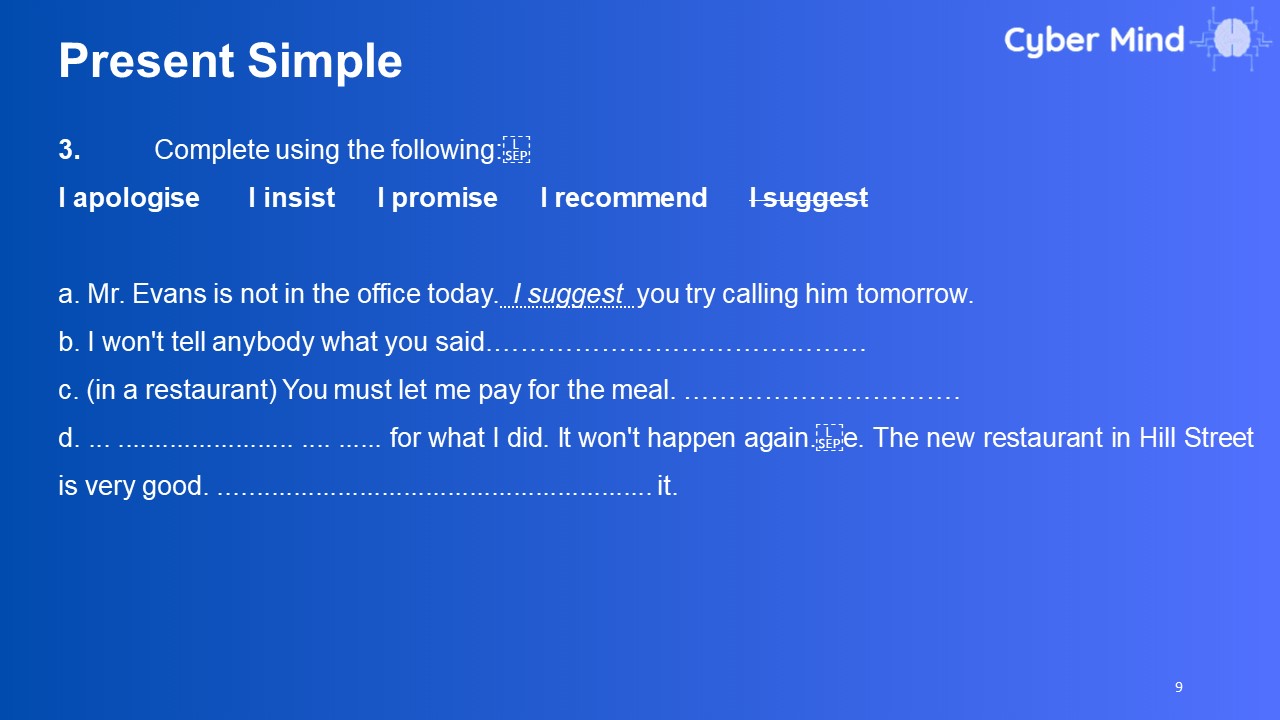 Cyber Mind
Present Simple
3. Complete using the following:
I apologise I insist I promise I recommend I suggest
a. Mr. Evans is not in the office today. I suggest you try calling him tomorrow.
b. I won't tell anybody what you said.……………………………………
c. (in a restaurant) You must let me pay for the meal. ………………………….
d. ... ........................ .... ...... for what I did. It won't happen again. e. The new restaurant in Hill Street
is very good. ........................................................... it.
9